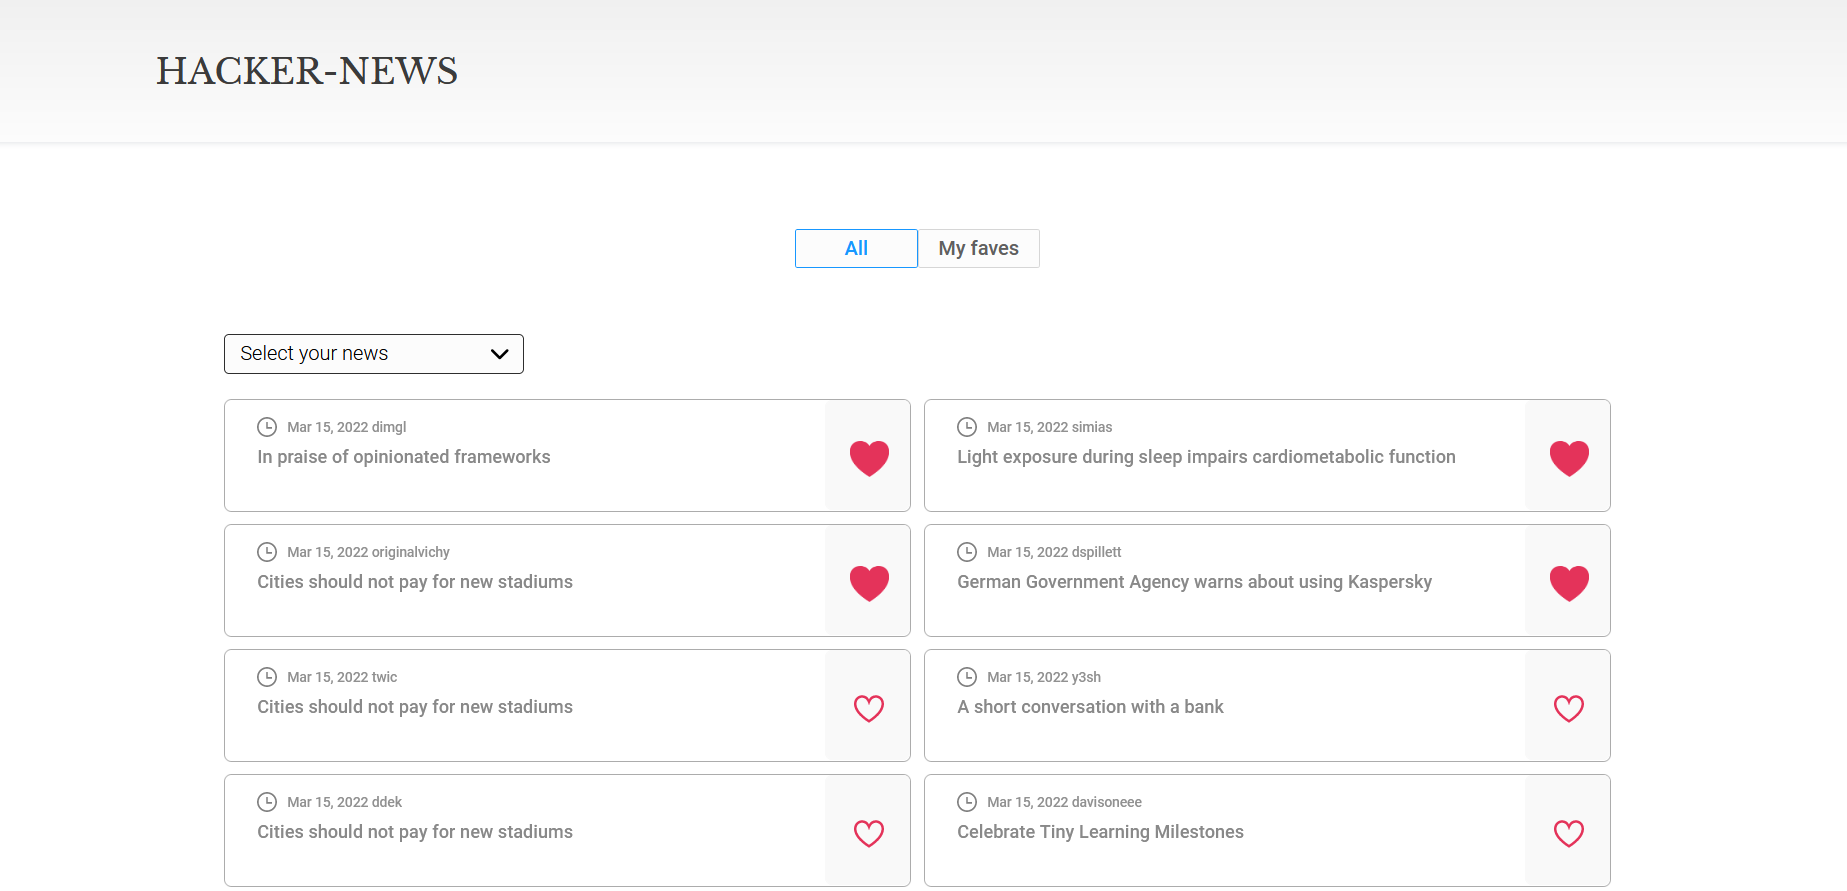 HACKER-NEWS
All
My faves
Select your news
Mar 15, 2022 dimgl
In praise of opinionated frameworks
Mar 15, 2022 simias
Light exposure during sleep impairs cardiometabolic function
Mar 15, 2022 originalvichy
Cities should not pay for new stadiums
Mar 15, 2022 dspillett
German Government Agency warns about using Kaspersky
Mar 15, 2022 twic
Cities should not pay for new stadiums
Mar 15, 2022 y3sh
A short conversation with a bank
Mar 15, 2022 ddek
Cities should not pay for new stadiums
Mar 15, 2022 davisoneee
Celebrate Tiny Learning Milestones